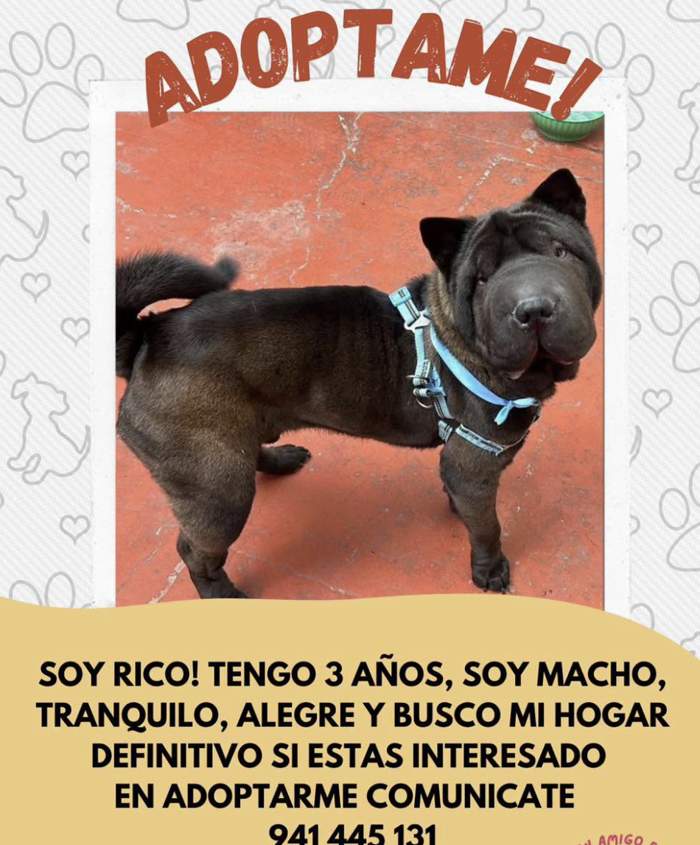 ADOPTAME!
SOY RICO! TENGO 3 AÑOS, SOY MACHO,
TRANQUILO, ALEGRE Y BUSCO MI HOGAR
DEFINITIVO SI ESTAS INTERESADO
EN ADOPTARME COMUNICATE
941 445 131
AMIGO